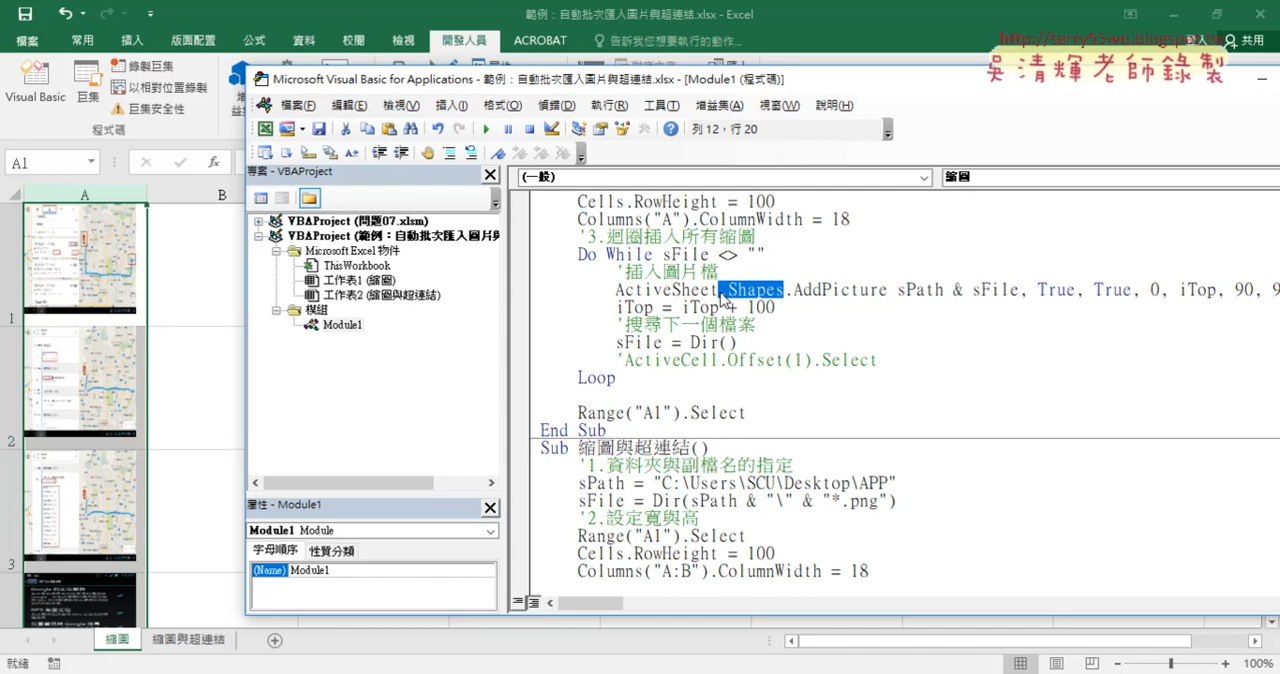 範例：自動批次匯入圖片與超連結.xlsx - Excel
http://terry55wu.blogspot.tw
吳清輝老師錄製
檔案 常用 插入 版面配置 公式 資料 校閱 檢視 開發人員 ACROBAT 告訴我您想要執行的動作... 共用
Visual Basic 巨集 錄製巨集
以相對位置錄製
巨集安全性
程式碼
A1 fx
A B
1
2
3
Microsoft Visual Basic for Applications - 範例：自動批次匯入圖片與超連結.xlsx - [Module1 (程式碼)]
檔案(F) 編輯(E) 檢視(V) 插入(I) 格式(O) 偵錯(D) 執行(R) 工具(T) 增益集(A) 視窗(W) 說明(H)
列 12，行 20
專案 - VBAProject
VBAProject (問題07.xlsm)
VBAProject (範例：自動批次匯入圖片與
Microsoft Excel 物件
ThisWorkbook
工作表1 (縮圖)
工作表2 (縮圖與超連結)
模組
Module1
屬性 - Module1
Module1 Module
字母順序 性質分類
(Name) Module1
(一般) 縮圖
Cells.RowHeight = 100
Columns("A").ColumnWidth = 18
'3.迴圈插入所有縮圖
Do While sFile <> ""
'插入圖片檔
ActiveSheet.Shapes.AddPicture sPath & sFile, True, True, 0, iTop, 90, 9
iTop = iTop + 100
'搜尋下一個檔案
sFile = Dir()
'ActiveCell.Offset(1).Select
Loop
Range("A1").Select
End Sub
Sub 縮圖與超連結()
'1.資料夾與副檔名的指定
sPath = "C:\Users\SCU\Desktop\APP"
sFile = Dir(sPath & "\" & "*.png")
'2.設定寬與高
Range("A1").Select
Cells.RowHeight = 100
Columns("A:B").ColumnWidth = 18
縮圖 縮圖與超連結
就緒 100%